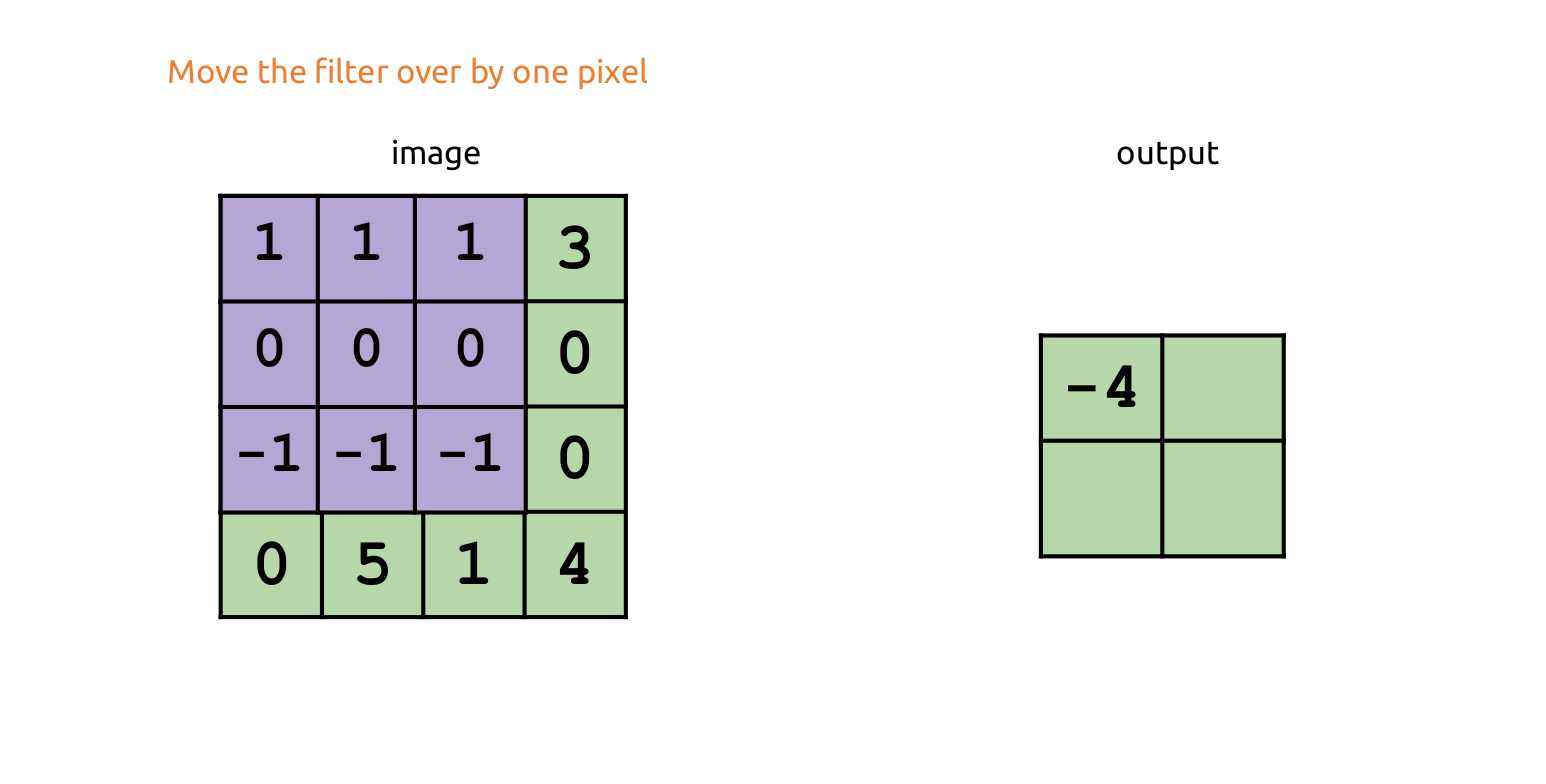 Move the filter over by one pixel
image
output
1 1 1 3
0 0 0 0
-1 -1 -1 0
0 5 1 4
-4